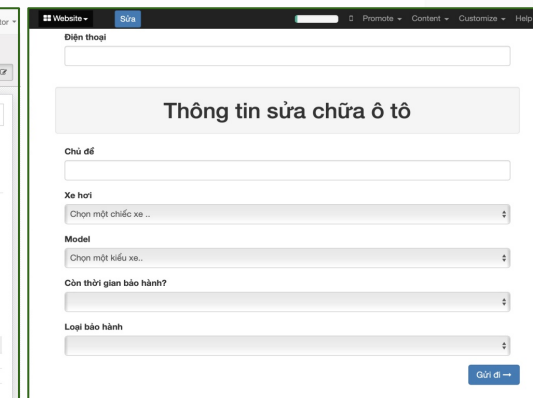 tor
Website
Sửa
Promote
Content
Customize
Help
Điện thoại
Thông tin sửa chữa ô tô
Chủ đề
Xe hơi
Chọn một chiếc xe ..
Model
Chọn một kiểu xe..
Còn thời gian bảo hành?
Loại bảo hành
Gửi đi →